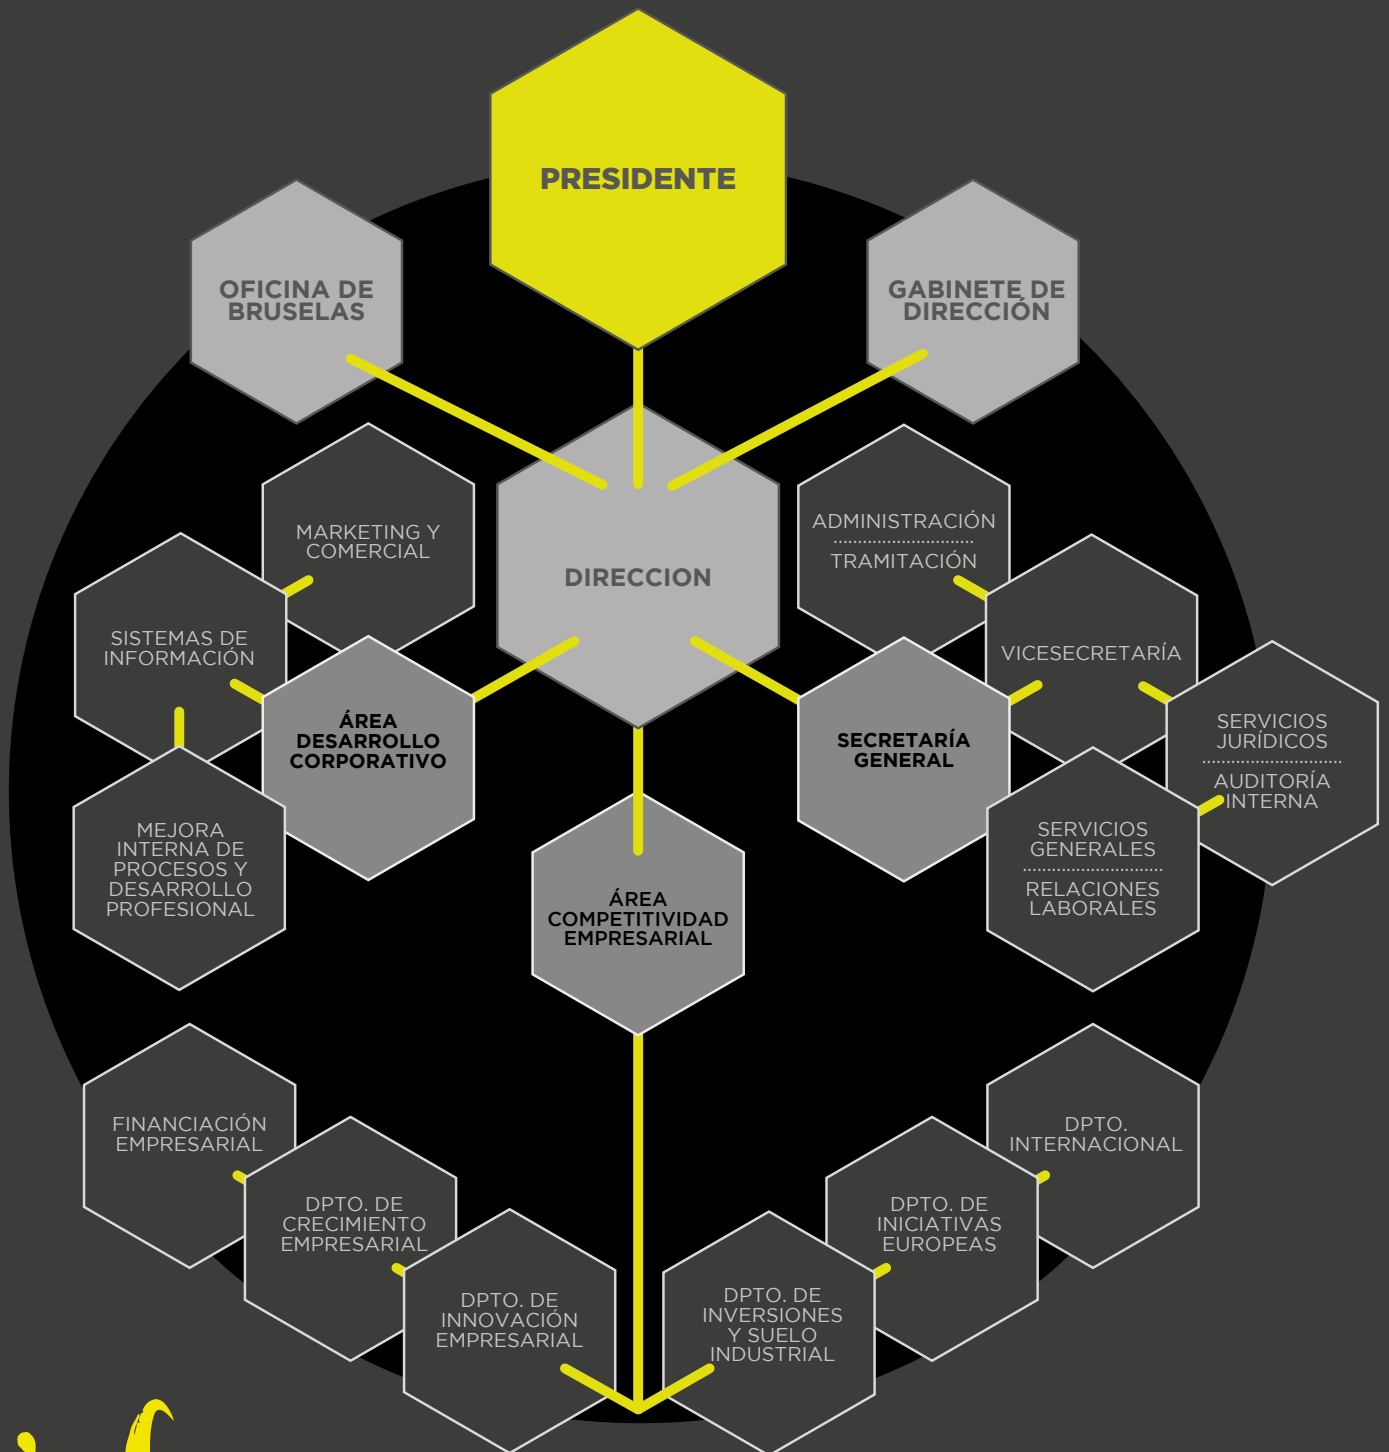 PRESIDENTE
OFICINA DE
BRUSELAS
GABINETE DE
DIRECCIÓN
MARKETING Y
COMERCIAL
DIRECCION
ADMINISTRACIÓN
TRAMITACIÓN
SISTEMAS DE
INFORMACIÓN
VICESECRETARÍA
ÁREA
DESARROLLO
CORPORATIVO
SECRETARÍA
GENERAL
SERVICIOS
JURÍDICOS
AUDITORÍA
INTERNA
MEJORA
INTERNA DE
PROCESOS Y
DESARROLLO
PROFESIONAL
ÁREA
COMPETITIVIDAD
EMPRESARIAL
SERVICIOS
GENERALES
RELACIONES
LABORALES
FINANCIACIÓN
EMPRESARIAL
DPTO. DE
CRECIMIENTO
EMPRESARIAL
DPTO. DE
INNOVACIÓN
EMPRESARIAL
DPTO. DE
INVERSIONES
Y SUELO
INDUSTRIAL
DPTO. DE
INICIATIVAS
EUROPEAS
DPTO.
INTERNACIONAL